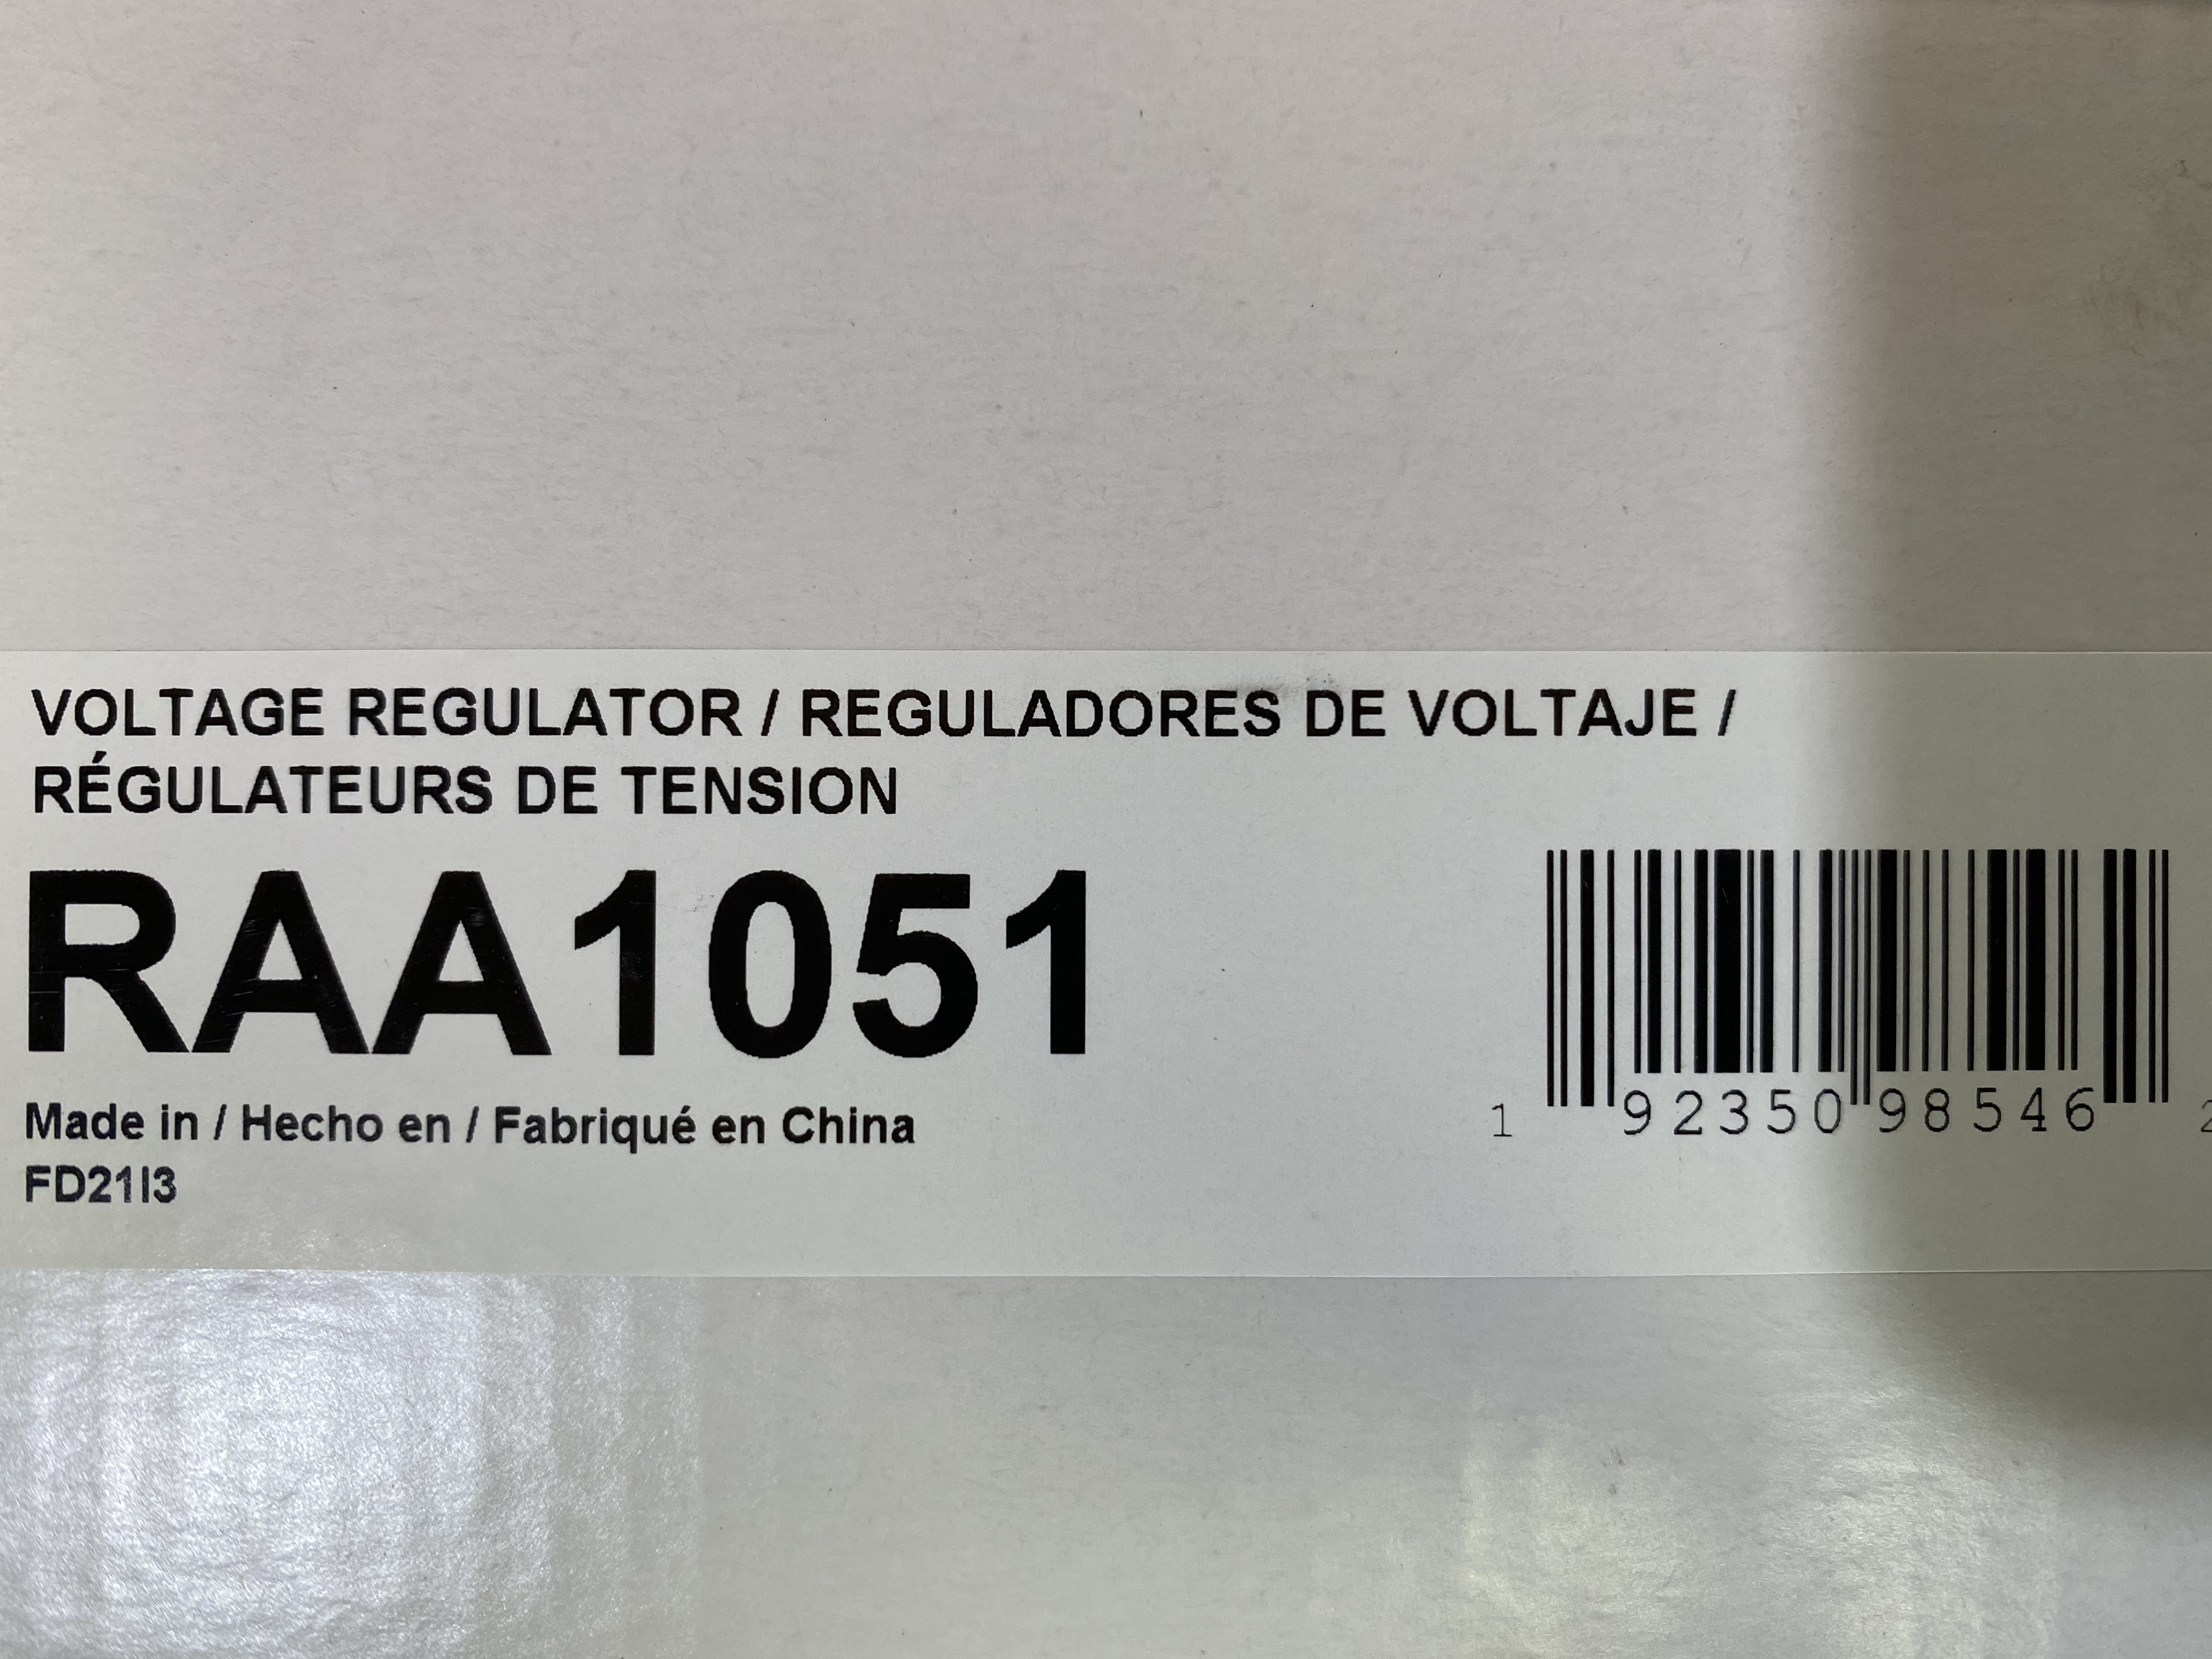 VOLTAGE REGULATOR / REGULADORES DE VOLTAJE /
RÉGULATEURS DE TENSION
RAA1051
Made in / Hecho en / Fabriqué en China
FD21I3
1 92350 98546 2